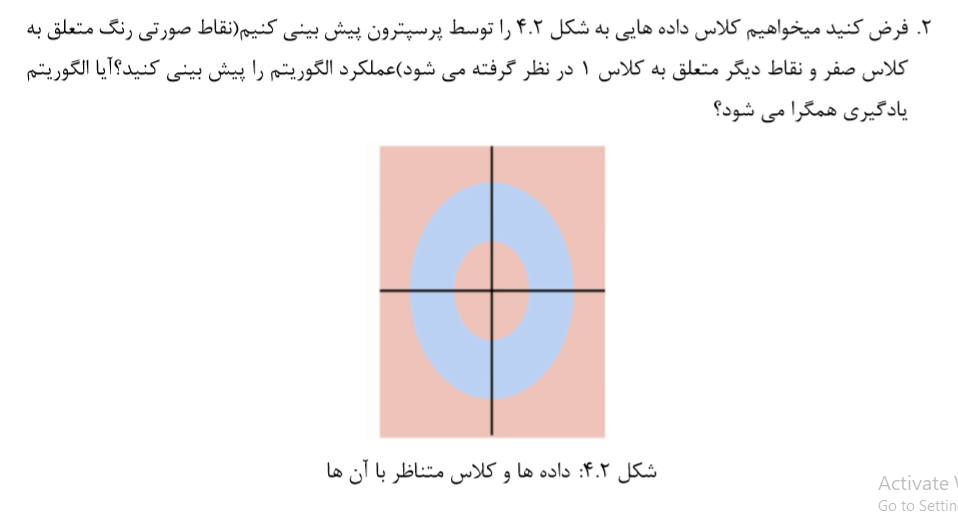 ۲. فرض کنید میخواهیم کلاس داده هایی به شکل ۴.۲ را توسط پرسپترون پیش بینی کنیم(نقاط صورتی رنگ متعلق به
کلاس صفر و نقاط دیگر متعلق به کلاس ۱ در نظر گرفته می شود)عملکرد الگوریتم را پیش بینی کنید؟آیا الگوریتم
یادگیری همگرا می شود؟
شکل ۴.۲: داده ها و کلاس متناظر با آن ها
Activate
Go to Settin